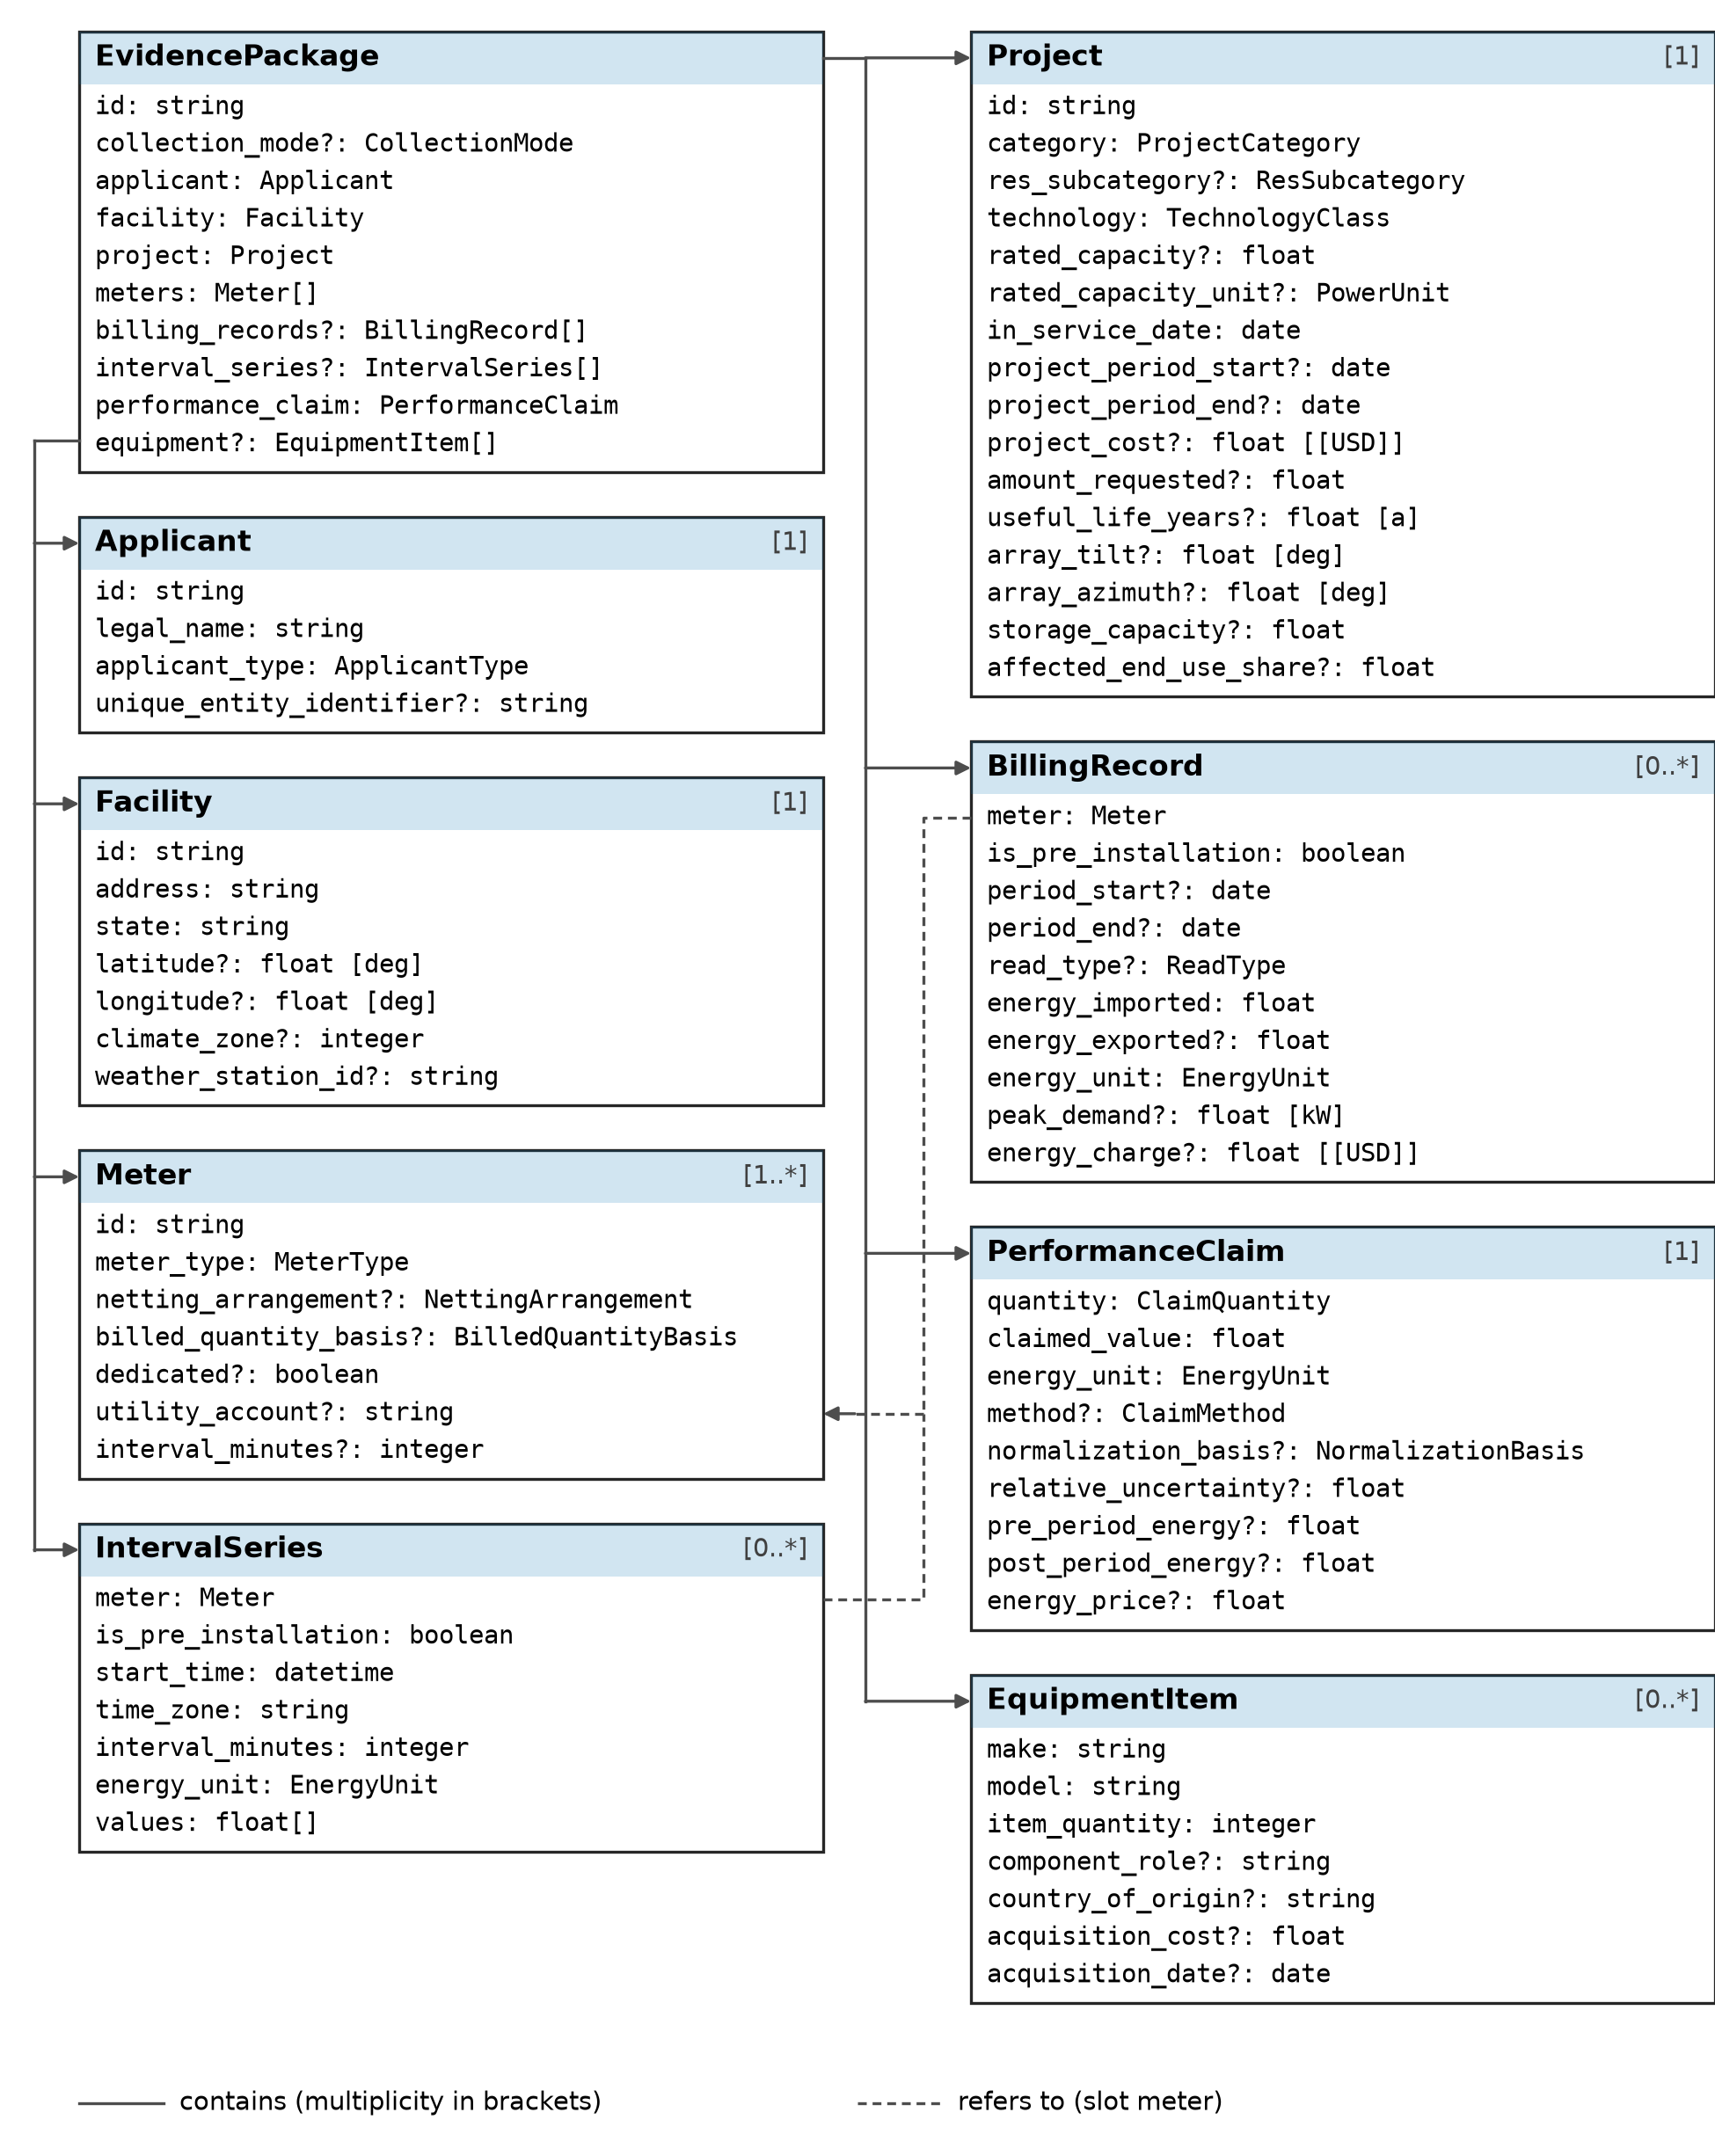 EvidencePackage
id: string
collection_mode?: CollectionMode
applicant: Applicant
facility: Facility
project: Project
meters: Meter[]
billing_records?: BillingRecord[]
interval_series?: IntervalSeries[]
performance_claim: PerformanceClaim
equipment?: EquipmentItem[]
Applicant [1]
id: string
legal_name: string
applicant_type: ApplicantType
unique_entity_identifier?: string
Facility [1]
id: string
address: string
state: string
latitude?: float [deg]
longitude?: float [deg]
climate_zone?: integer
weather_station_id?: string
Meter [1..*]
id: string
meter_type: MeterType
netting_arrangement?: NettingArrangement
billed_quantity_basis?: BilledQuantityBasis
dedicated?: boolean
utility_account?: string
interval_minutes?: integer
IntervalSeries [0..*]
meter: Meter
is_pre_installation: boolean
start_time: datetime
time_zone: string
interval_minutes: integer
energy_unit: EnergyUnit
values: float[]
Project [1]
id: string
category: ProjectCategory
res_subcategory?: ResSubcategory
technology: TechnologyClass
rated_capacity?: float
rated_capacity_unit?: PowerUnit
in_service_date: date
project_period_start?: date
project_period_end?: date
project_cost?: float [[USD]]
amount_requested?: float
useful_life_years?: float [a]
array_tilt?: float [deg]
array_azimuth?: float [deg]
storage_capacity?: float
affected_end_use_share?: float
BillingRecord [0..*]
meter: Meter
is_pre_installation: boolean
period_start?: date
period_end?: date
read_type?: ReadType
energy_imported: float
energy_exported?: float
energy_unit: EnergyUnit
peak_demand?: float [kW]
energy_charge?: float [[USD]]
PerformanceClaim [1]
quantity: ClaimQuantity
claimed_value: float
energy_unit: EnergyUnit
method?: ClaimMethod
normalization_basis?: NormalizationBasis
relative_uncertainty?: float
pre_period_energy?: float
post_period_energy?: float
energy_price?: float
EquipmentItem [0..*]
make: string
model: string
item_quantity: integer
component_role?: string
country_of_origin?: string
acquisition_cost?: float
acquisition_date?: date
contains (multiplicity in brackets)
refers to (slot meter)